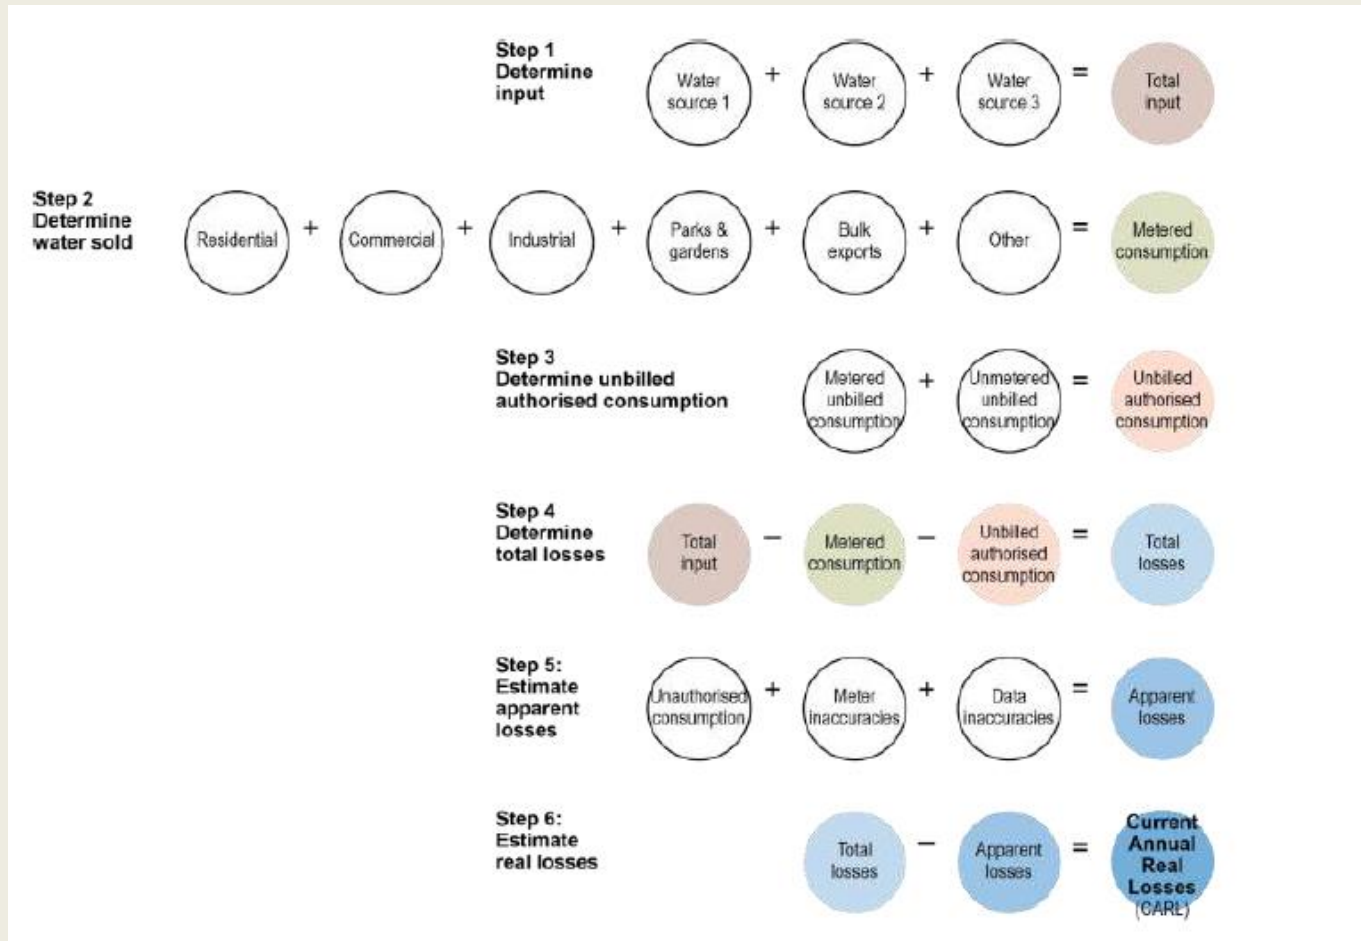 Step 1
Determine
input
Water
source 1
+
Water
source 2
+
Water
source 3
=
Total
input
Step 2
Determine
water sold
Residential
+
Commercial
+
Industrial
+
Parks &
gardens
+
Bulk
exports
+
Other
=
Metered
consumption
Step 3
Determine unbilled
authorised consumption
Metered
unbilled
consumption
+
Unmetered
unbilled
consumption
=
Unbilled
authorised
consumption
Step 4
Determine
total losses
Total
input
−
Metered
consumption
−
Unbilled
authorised
consumption
=
Total
losses
Step 5:
Estimate
apparent
losses
Unauthorised
consumption
+
Meter
inaccuracies
+
Data
inaccuracies
=
Apparent
losses
Step 6:
Estimate
real losses
Total
losses
−
Apparent
losses
=
Current
Annual
Real
Losses
(CARL)